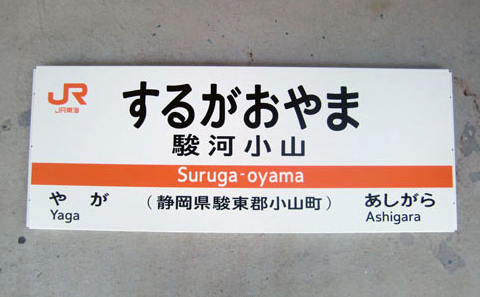 JR
JR東海
するがおやま
駿河小山
Suruga-oyama
やが
Yaga
(静岡県駿東郡小山町)
あしがら
Ashigara